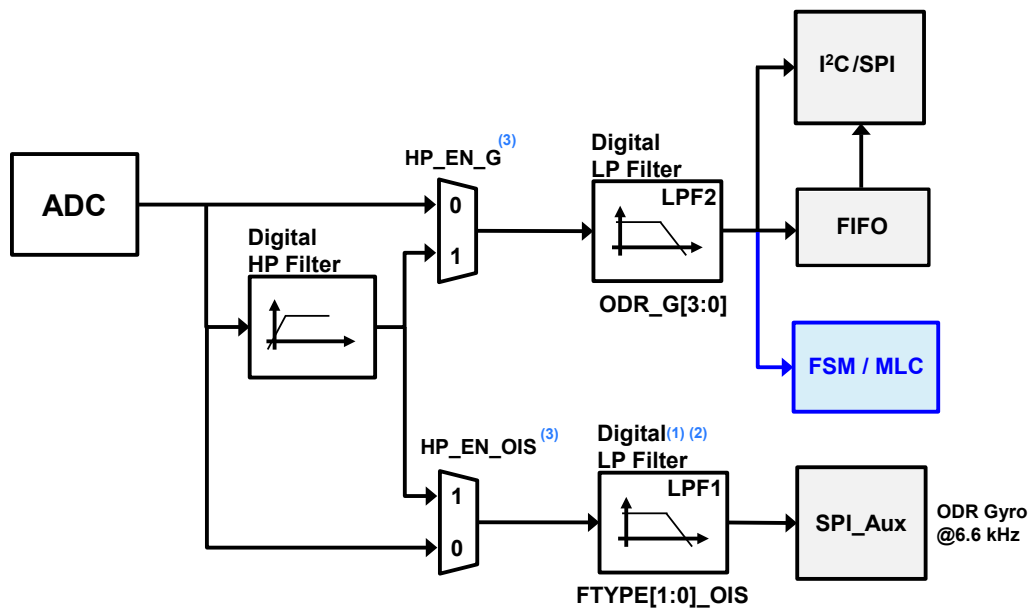 ADC
Digital
HP Filter
HP_EN_G(3)
0
1
Digital
LP Filter
LPF2
ODR_G[3:0]
I²C/SPI
FIFO
FSM / MLC
HP_EN_OIS(3)
1
0
Digital(1) (2)
LP Filter
LPF1
FTYPE[1:0]_OIS
SPI_Aux
ODR Gyro
@6.6 kHz